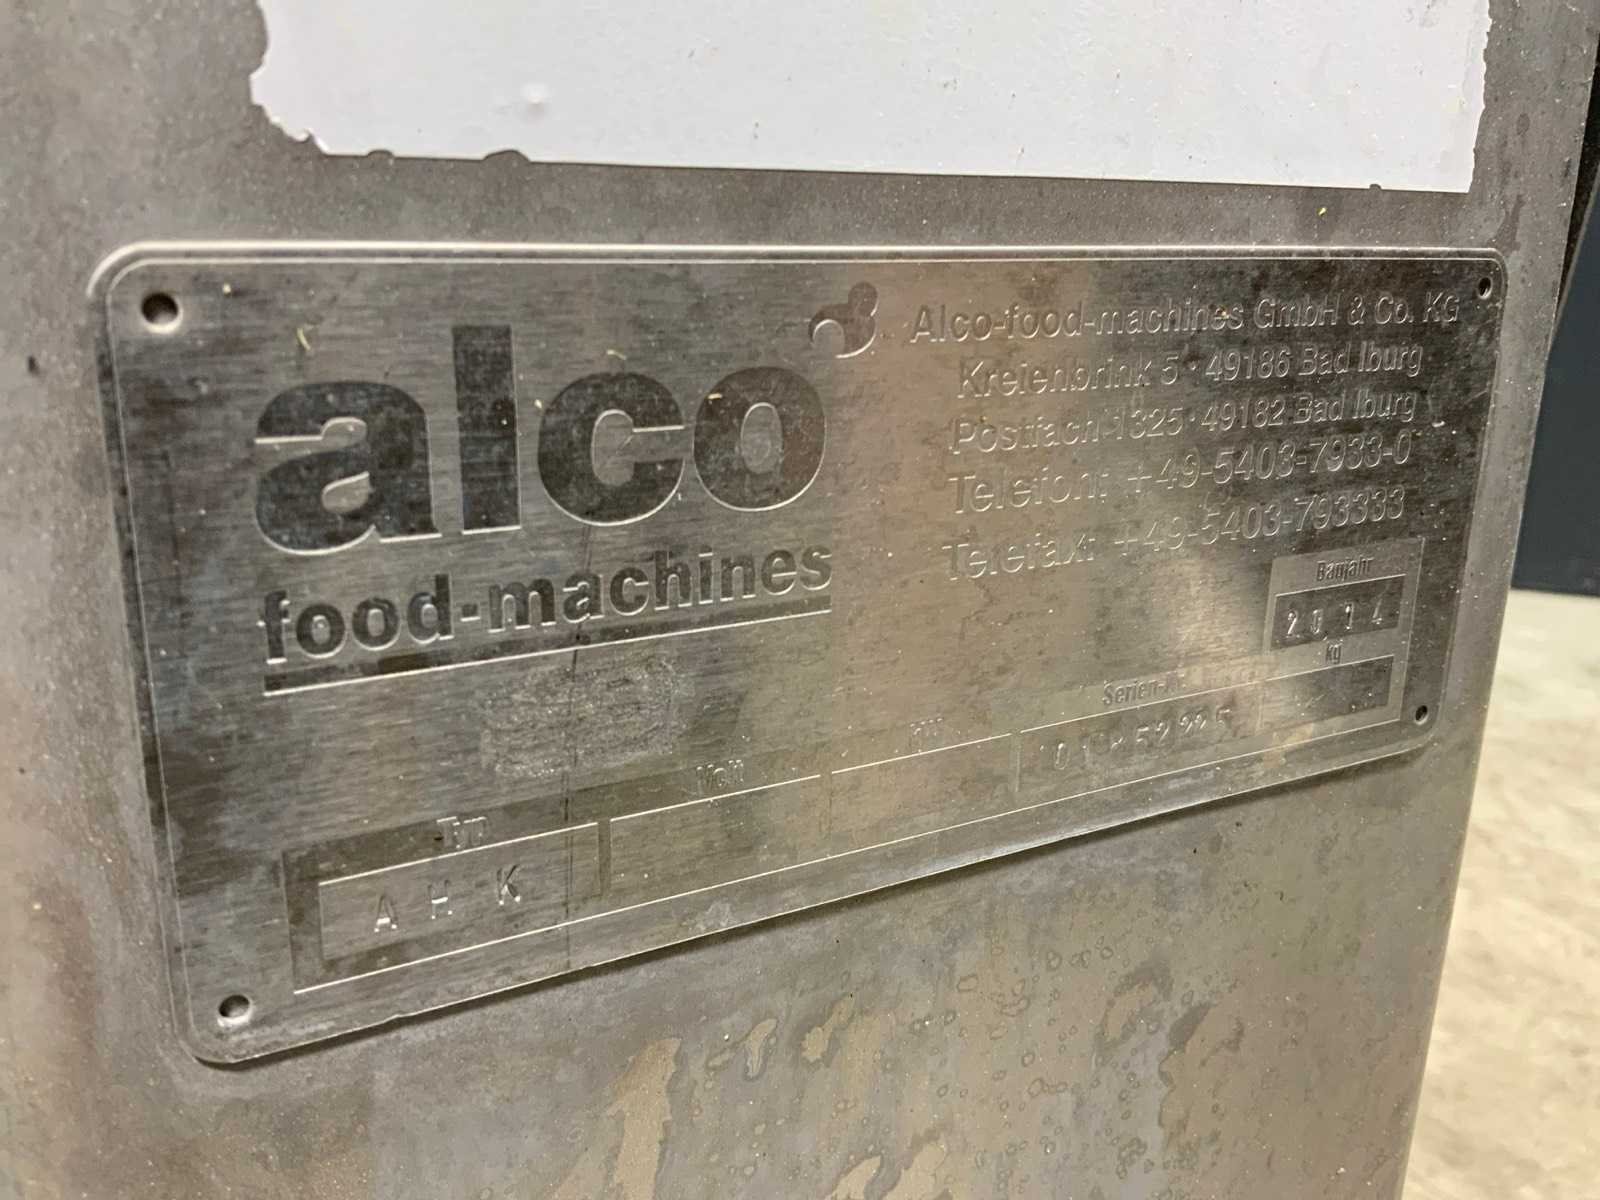 alco
food-machines
Alco-food-machines GmbH & Co. KG
Kreienbrink 5 · 49186 Bad Iburg
Postfach 1325 · 49182 Bad Iburg
Telefon: +49-5403-7933-0
Telefax: +49-5403-793333
Baujahr
2014
kg
Typ
Volt
kW
Serien-Nr.
A H K